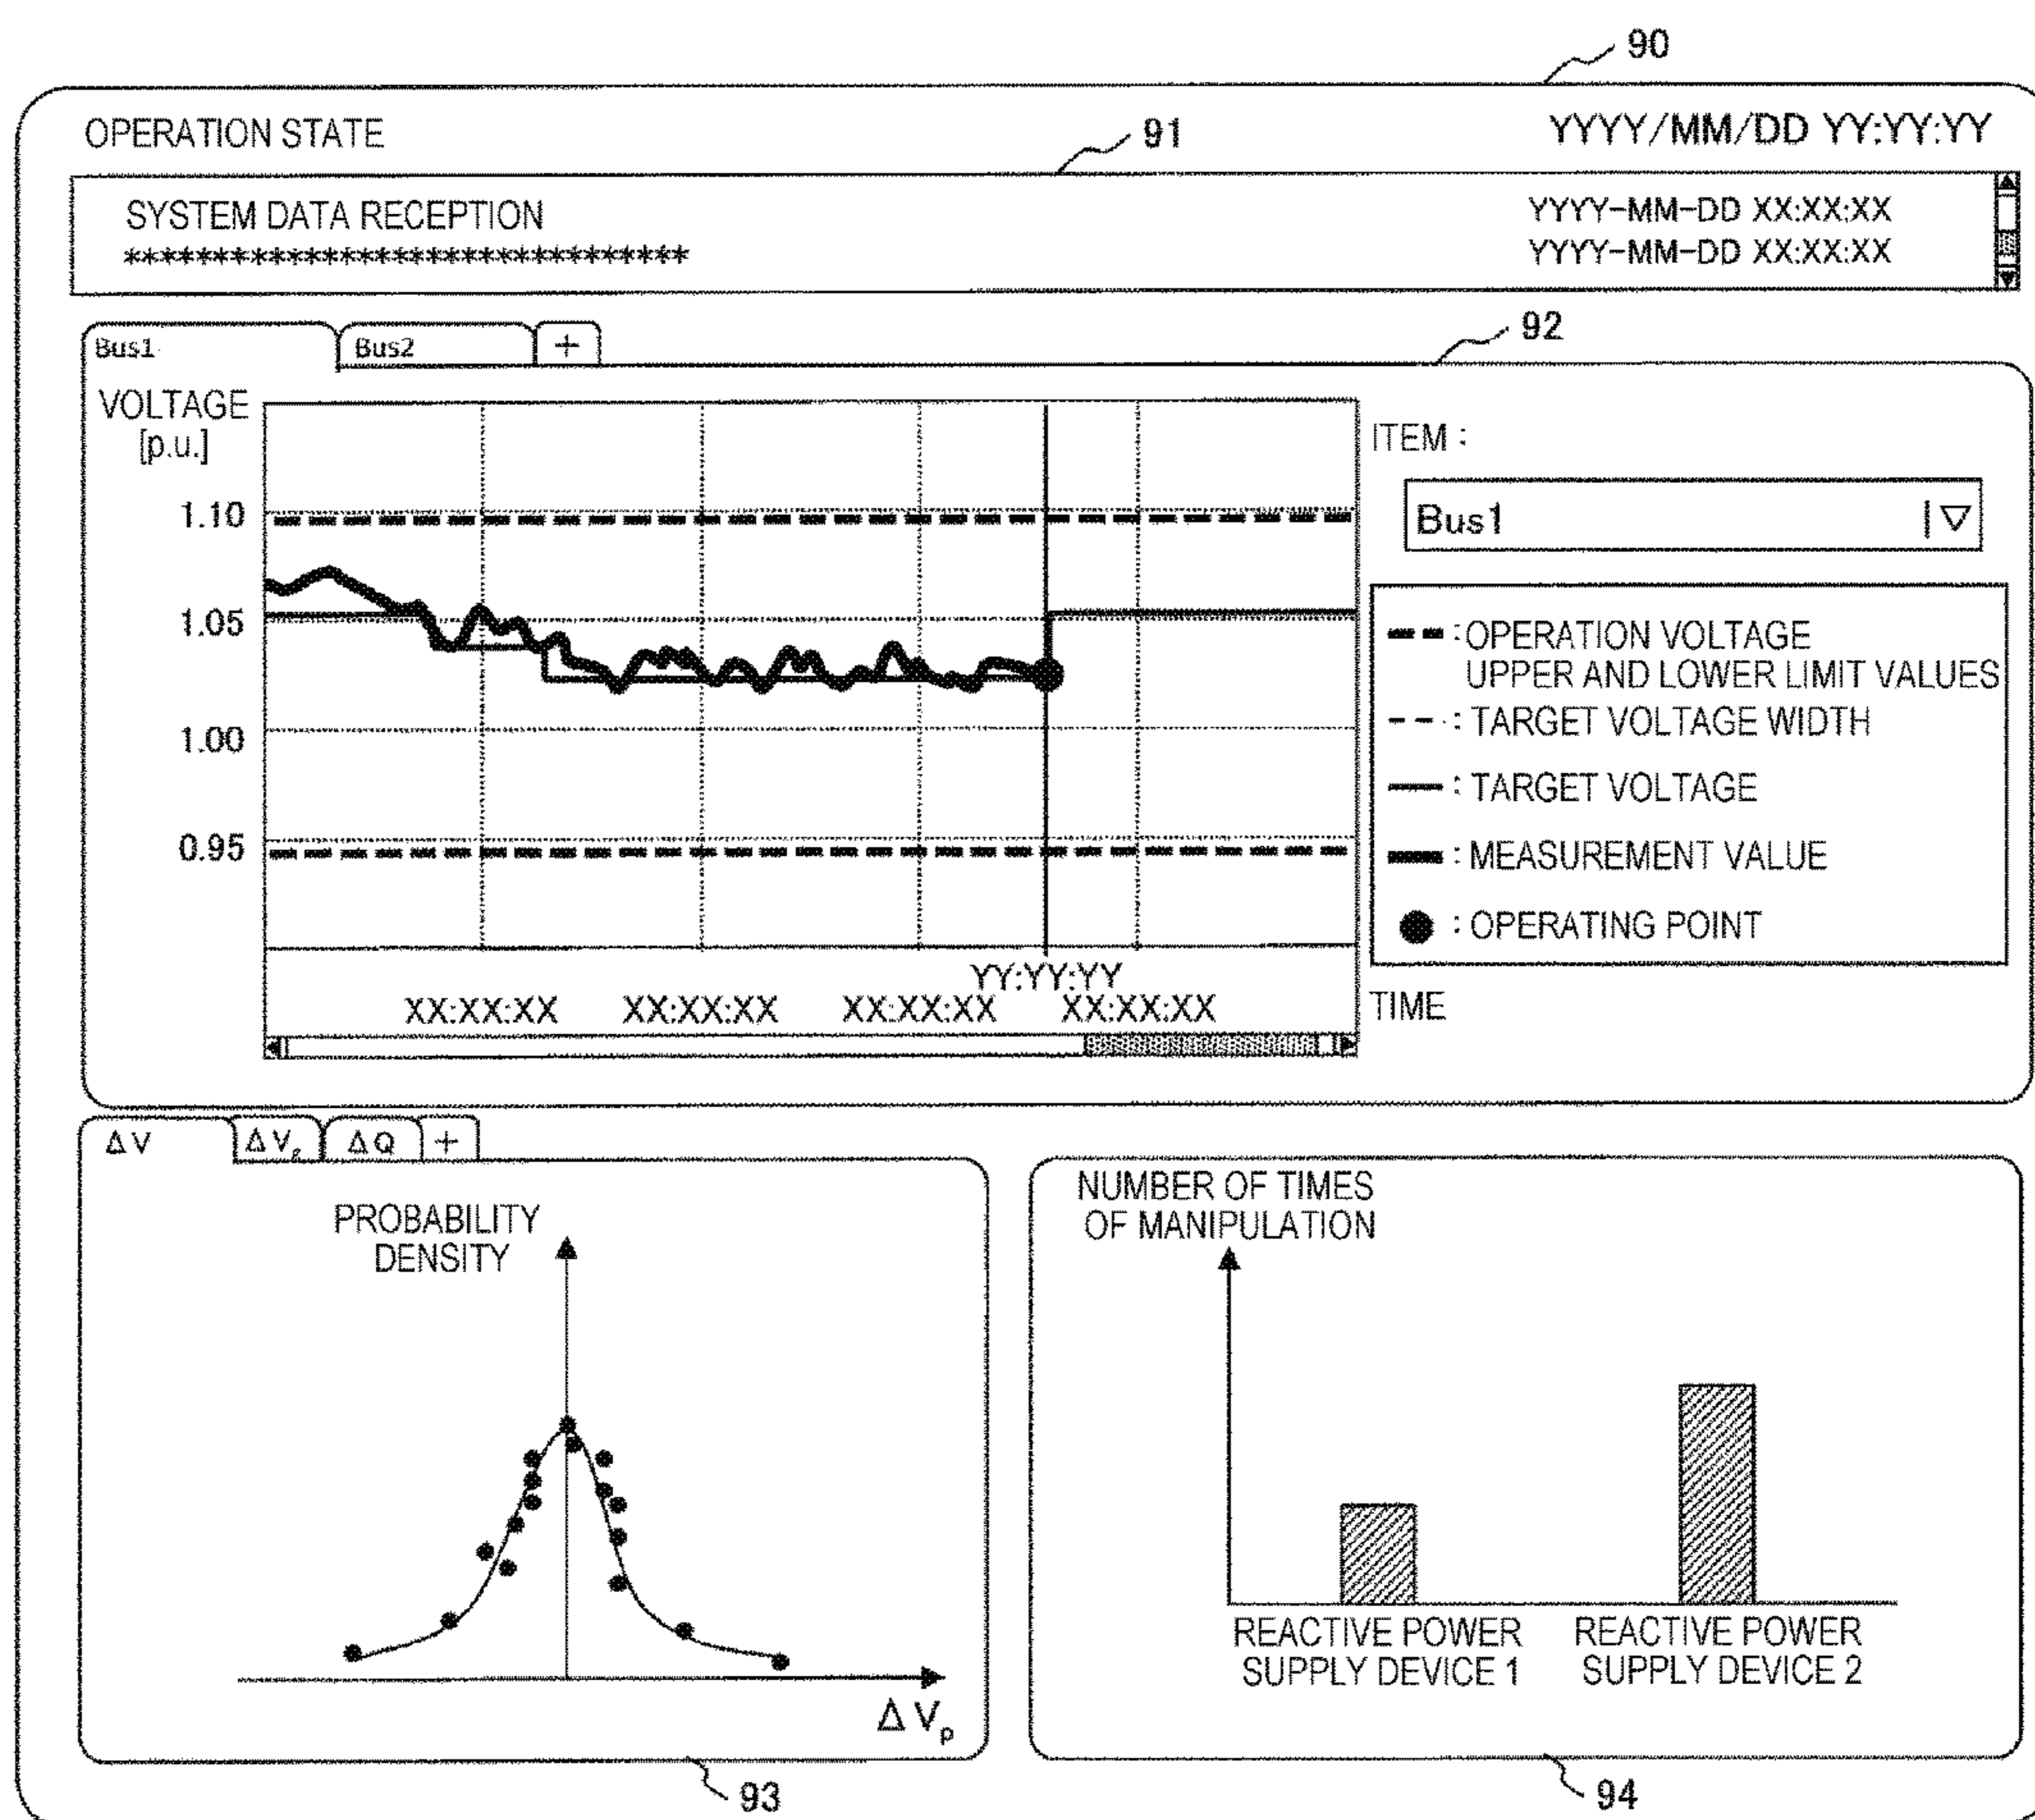 90
OPERATION STATE
YYYY/MM/DD YY:YY:YY
91
SYSTEM DATA RECEPTION
YYYY-MM-DD XX:XX:XX
*******************************
YYYY-MM-DD XX:XX:XX
92
Bus1
Bus2
+
VOLTAGE
[p.u.]
1.10
1.05
1.00
0.95
YY:YY:YY
XX:XX:XX
XX:XX:XX
XX:XX:XX
XX:XX:XX
TIME
ITEM :
Bus1
: OPERATION VOLTAGE
UPPER AND LOWER LIMIT VALUES
: TARGET VOLTAGE WIDTH
: TARGET VOLTAGE
: MEASUREMENT VALUE
: OPERATING POINT
ΔV
ΔVₚ
ΔQ
+
PROBABILITY
DENSITY
ΔVₚ
93
NUMBER OF TIMES
OF MANIPULATION
REACTIVE POWER
SUPPLY DEVICE 1
REACTIVE POWER
SUPPLY DEVICE 2
94